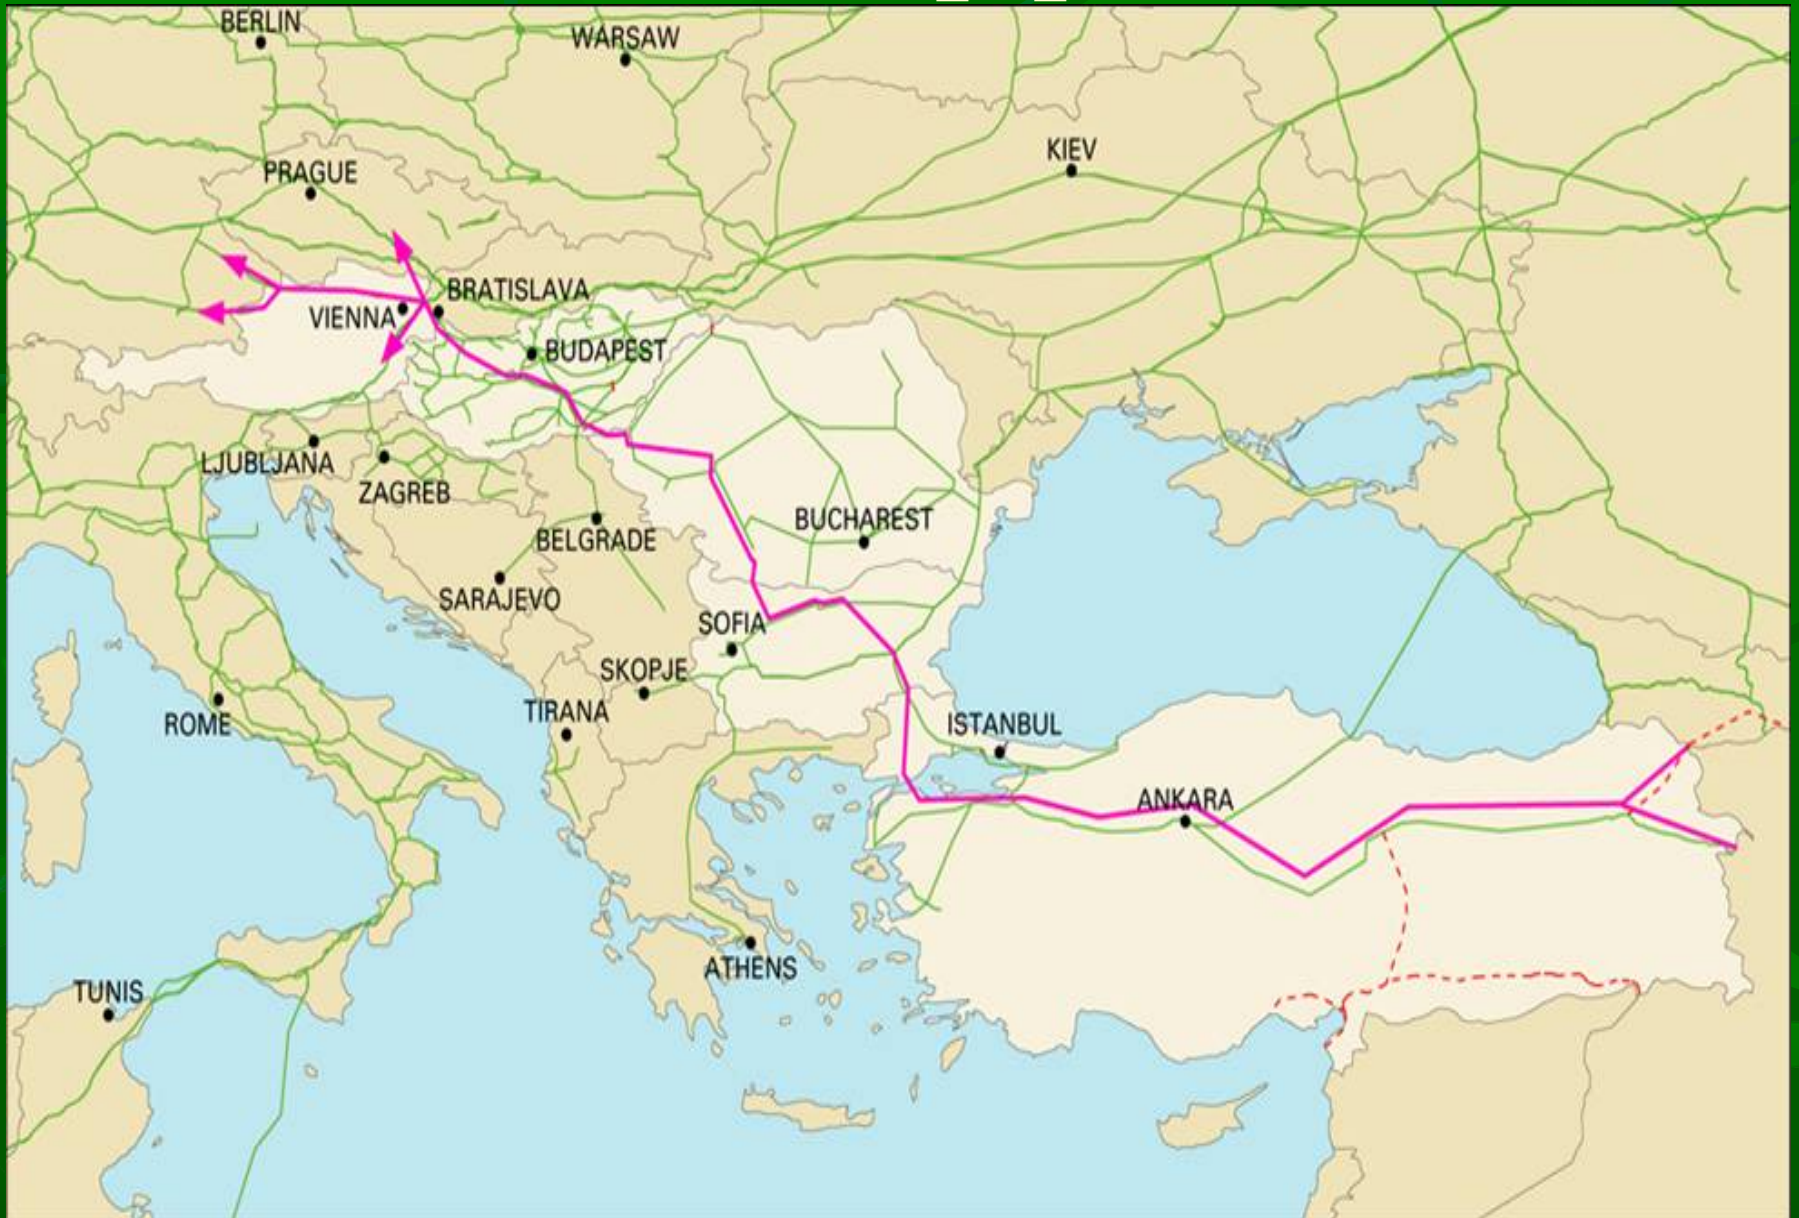 BERLIN
WARSAW
KIEV
PRAGUE
BRATISLAVA
VIENNA
BUDAPEST
LJUBLJANA
ZAGREB
BUCHAREST
BELGRADE
SARAJEVO
SOFIA
SKOPJE
TIRANA
ROME
ISTANBUL
ANKARA
ATHENS
TUNIS